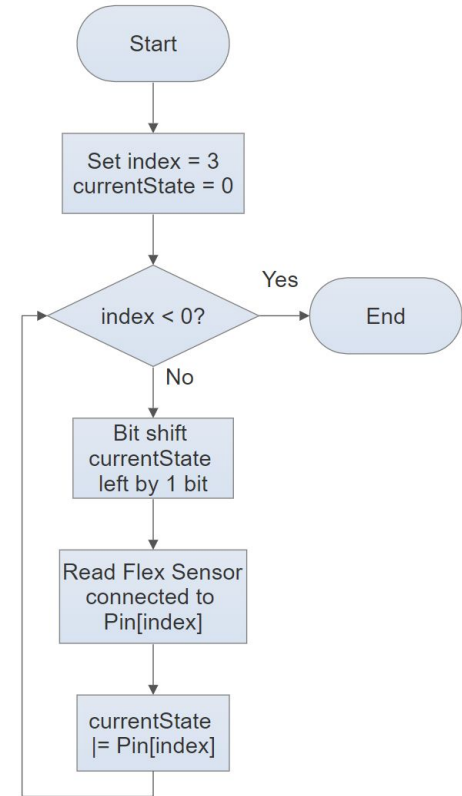 Start
Set index = 3
currentState = 0
index < 0?
Yes
End
No
Bit shift
currentState
left by 1 bit
Read Flex Sensor
connected to
Pin[index]
currentState
|= Pin[index]